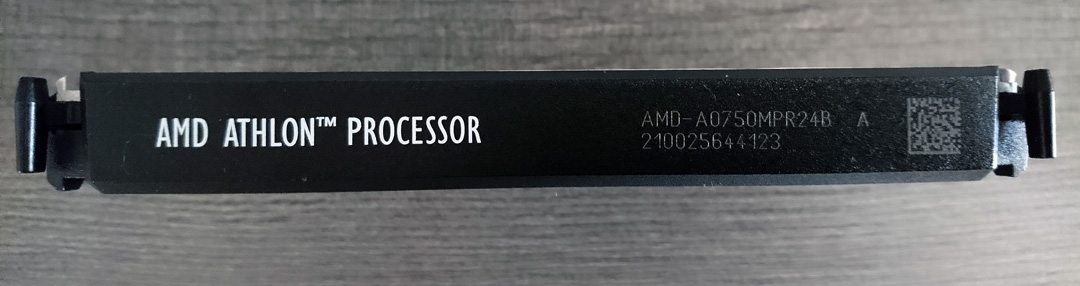 AMD ATHLON™ PROCESSOR
AMD-A0750MPR24B A
210025644123